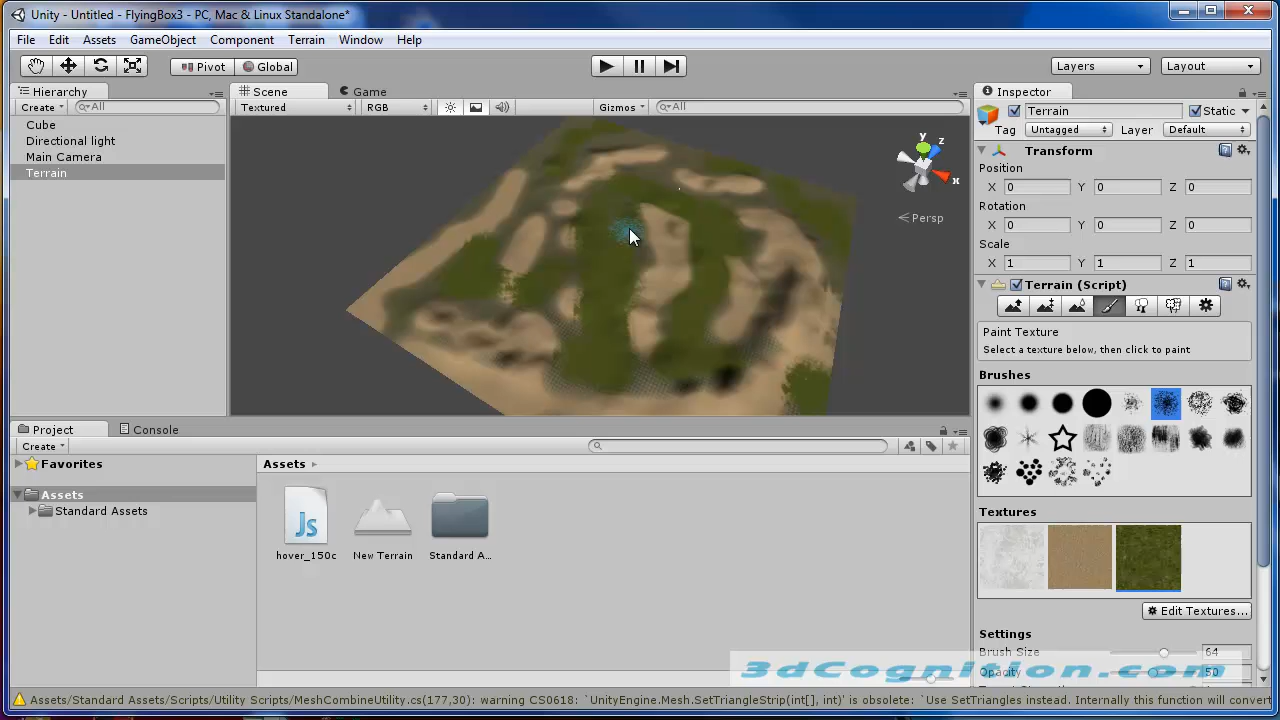 Unity - Untitled - FlyingBox3 - PC, Mac & Linux Standalone*
File Edit Assets GameObject Component Terrain Window Help
Pivot Global Layers Layout
Hierarchy
Create All
Cube
Directional light
Main Camera
Terrain
Scene Game
Textured RGB Gizmos All
y
z
x
Persp
Inspector
Terrain Static
Tag Untagged Layer Default
Transform
Position
X 0 Y 0 Z 0
Rotation
X 0 Y 0 Z 0
Scale
X 1 Y 1 Z 1
Terrain (Script)
Paint Texture
Select a texture below, then click to paint
Brushes
Textures
Edit Textures...
Settings
Brush Size 64
Opacity 50
Project Console
Create
Favorites
Assets
Standard Assets
Assets
Js
hover_150c New Terrain Standard A...
3dCognition.com
Assets/Standard Assets/Scripts/Utility Scripts/MeshCombineUtility.cs(177,30): warning CS0618: `UnityEngine.Mesh.SetTriangleStrip(int[], int)' is obsolete: `Use SetTriangles instead. Internally this function will convert